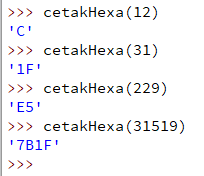 >>> cetakHexa(12)
'C'
>>> cetakHexa(31)
'1F'
>>> cetakHexa(229)
'E5'
>>> cetakHexa(31519)
'7B1F'
>>>